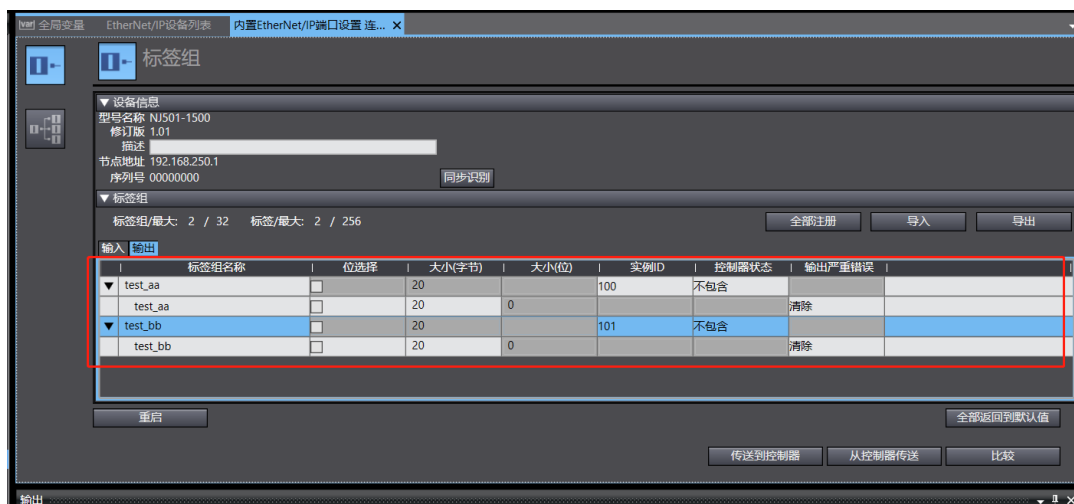 var 全局变量 EtherNet/IP设备列表 内置EtherNet/IP端口设置 连... X
标签组
▼ 设备信息
型号名称 NJ501-1500
修订版 1.01
描述
节点地址 192.168.250.1
序列号 00000000 同步识别
▼ 标签组
标签组/最大: 2 / 32 标签/最大: 2 / 256 全部注册 导入 导出
输入 输出
标签组名称 | 位选择 | 大小(字节) | 大小(位) | 实例ID | 控制器状态 | 输出严重错误 |
▼ test_aa 20 100 不包含
test_aa 20 0 清除
▼ test_bb 20 101 不包含
test_bb 20 0 清除
重启 全部返回到默认值
传送到控制器 从控制器传送 比较
输出